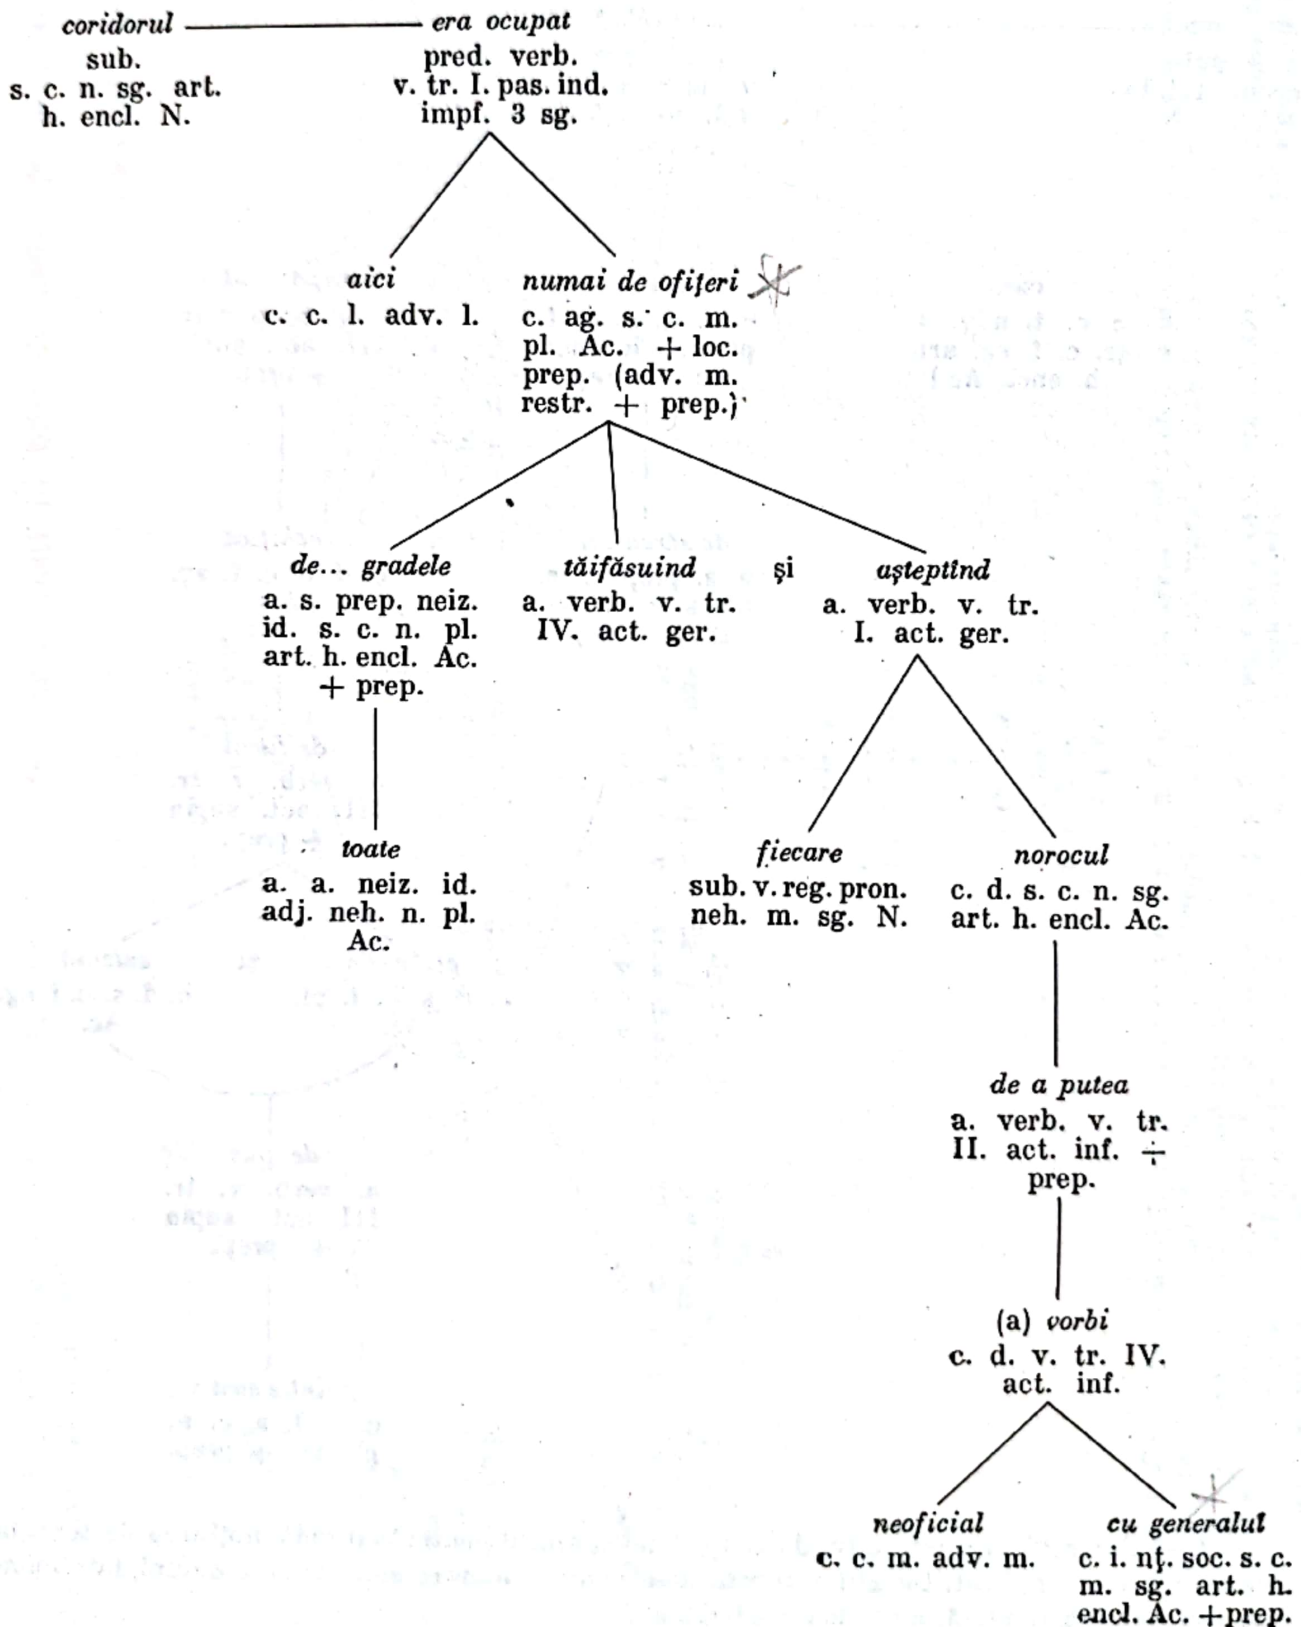 coridorul era ocupat
sub. pred. verb.
s. c. n. sg. art. v. tr. I. pas. ind.
h. encl. N. impf. 3 sg.
aici numai de ofițeri
c. c. l. adv. l. c. ag. s. c. m.
pl. Ac. + loc.
prep. (adv. m.
restr. + prep.)
de... gradele tăifăsuind și așteptînd
a. s. prep. neiz. a. verb. v. tr. a. verb. v. tr.
id. s. c. n. pl. IV. act. ger. I. act. ger.
art. h. encl. Ac.
+ prep.
toate fiecare norocul
a. a. neiz. id. sub. v. reg. pron. c. d. s. c. n. sg.
adj. neh. n. pl. neh. m. sg. N. art. h. encl. Ac.
Ac.
de a putea
a. verb. v. tr.
II. act. inf. +
prep.
(a) vorbi
c. d. v. tr. IV.
act. inf.
neoficial cu generalul
c. c. m. adv. m. c. i. nț. soc. s. c.
m. sg. art. h.
encl. Ac. +prep.